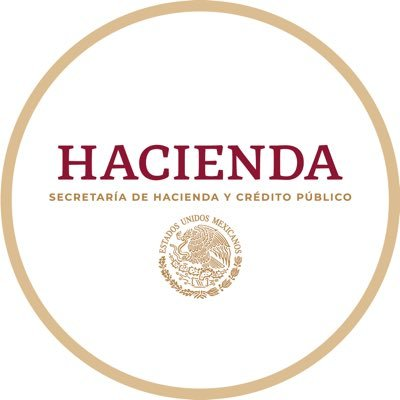 HACIENDA
SECRETARÍA DE HACIENDA Y CRÉDITO PÚBLICO
ESTADOS UNIDOS MEXICANOS